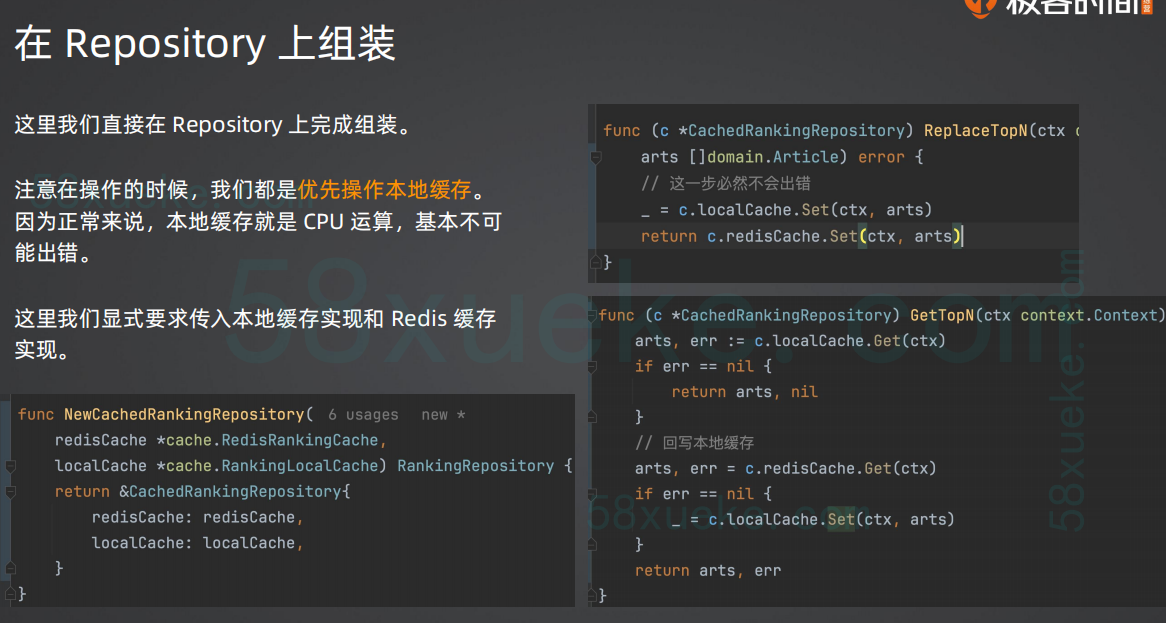 极客时间
在 Repository 上组装
这里我们直接在 Repository 上完成组装。
注意在操作的时候，我们都是优先操作本地缓存。
因为正常来说，本地缓存就是 CPU 运算，基本不可
能出错。
这里我们显式要求传入本地缓存实现和 Redis 缓存
实现。
func NewCachedRankingRepository( 6 usages new *
    redisCache *cache.RedisRankingCache,
    localCache *cache.RankingLocalCache) RankingRepository {
    return &CachedRankingRepository{
        redisCache: redisCache,
        localCache: localCache,
    }
}
func (c *CachedRankingRepository) ReplaceTopN(ctx c
    arts []domain.Article) error {
    // 这一步必然不会出错
    _ = c.localCache.Set(ctx, arts)
    return c.redisCache.Set(ctx, arts)
}
func (c *CachedRankingRepository) GetTopN(ctx context.Context)
    arts, err := c.localCache.Get(ctx)
    if err == nil {
        return arts, nil
    }
    // 回写本地缓存
    arts, err = c.redisCache.Get(ctx)
    if err == nil {
        _ = c.localCache.Set(ctx, arts)
    }
    return arts, err
}
58xueke.com
58xueke.com
58xueke.com
58xueke.com